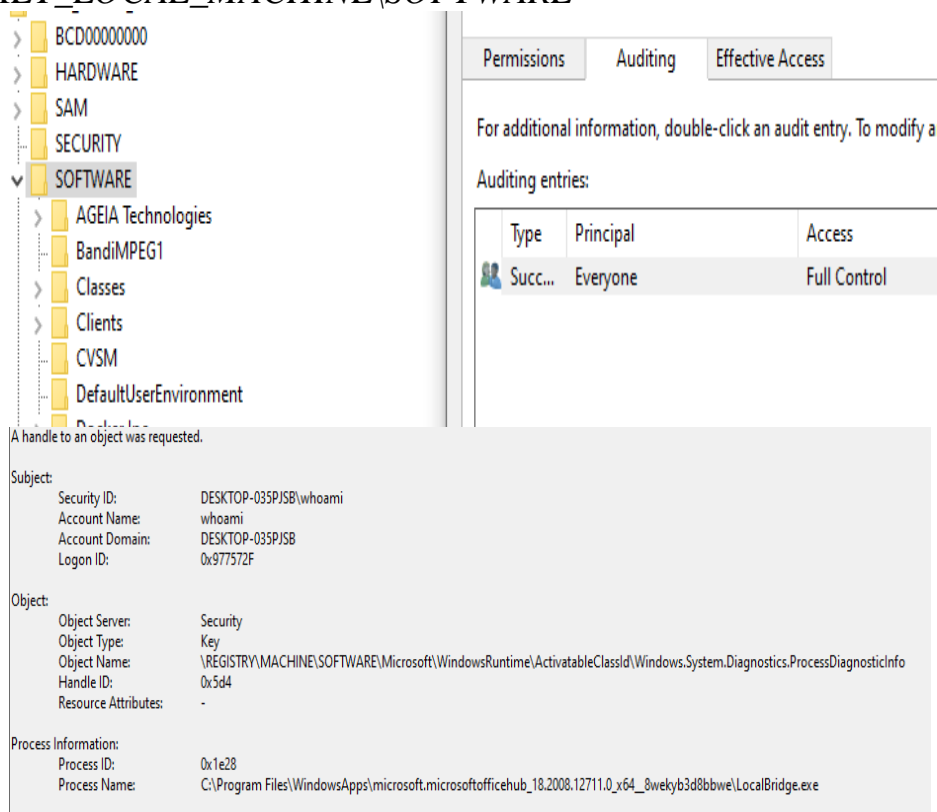 BCD00000000
HARDWARE
SAM
SECURITY
SOFTWARE
AGEIA Technologies
BandiMPEG1
Classes
Clients
CVSM
DefaultUserEnvironment
Permissions Auditing Effective Access
For additional information, double-click an audit entry. To modify a
Auditing entries:
Type Principal Access
Succ... Everyone Full Control
A handle to an object was requested.
Subject:
Security ID: DESKTOP-035PJSB\whoami
Account Name: whoami
Account Domain: DESKTOP-035PJSB
Logon ID: 0x977572F
Object:
Object Server: Security
Object Type: Key
Object Name: \REGISTRY\MACHINE\SOFTWARE\Microsoft\WindowsRuntime\ActivatableClassId\Windows.System.Diagnostics.ProcessDiagnosticInfo
Handle ID: 0x5d4
Resource Attributes: -
Process Information:
Process ID: 0x1e28
Process Name: C:\Program Files\WindowsApps\microsoft.microsoftofficehub_18.2008.12711.0_x64__8wekyb3d8bbwe\LocalBridge.exe